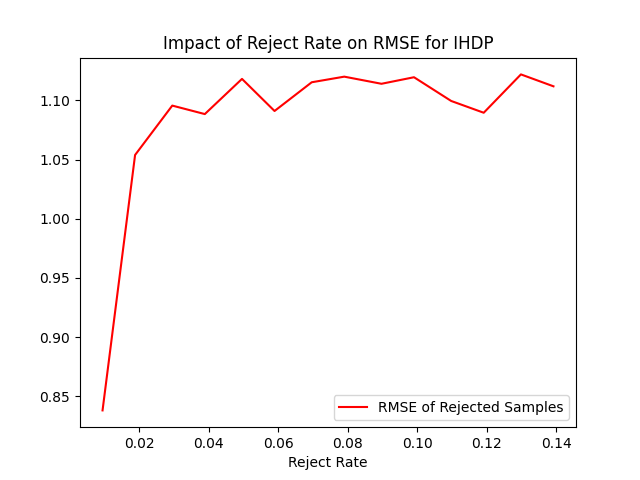 Impact of Reject Rate on RMSE for IHDP
1.10
1.05
1.00
0.95
0.90
0.85
RMSE of Rejected Samples
0.02 0.04 0.06 0.08 0.10 0.12 0.14
Reject Rate